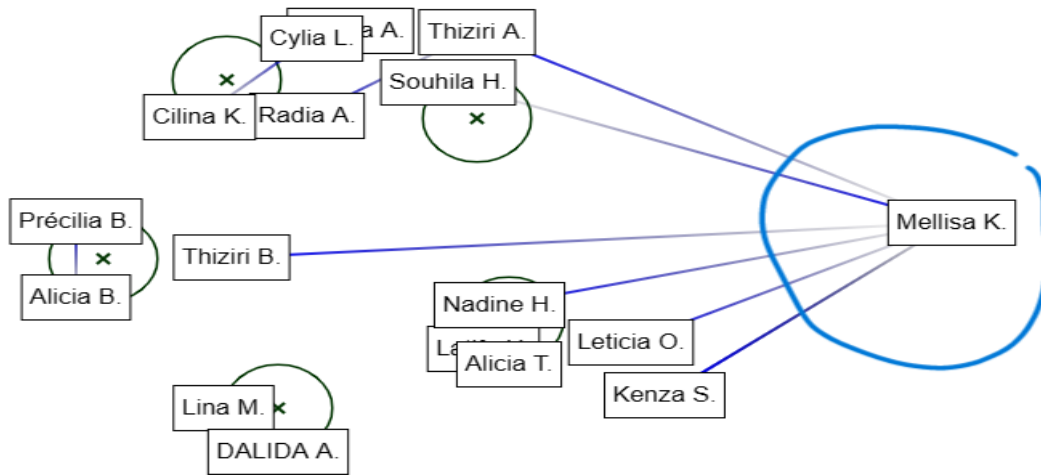 Cylia L.
A.
Thiziri A.
Souhila H.
Cilina K.
Radia A.
Précilia B.
Alicia B.
Thiziri B.
Mellisa K.
Nadine H.
Alicia T.
Leticia O.
Kenza S.
Lina M.
DALIDA A.